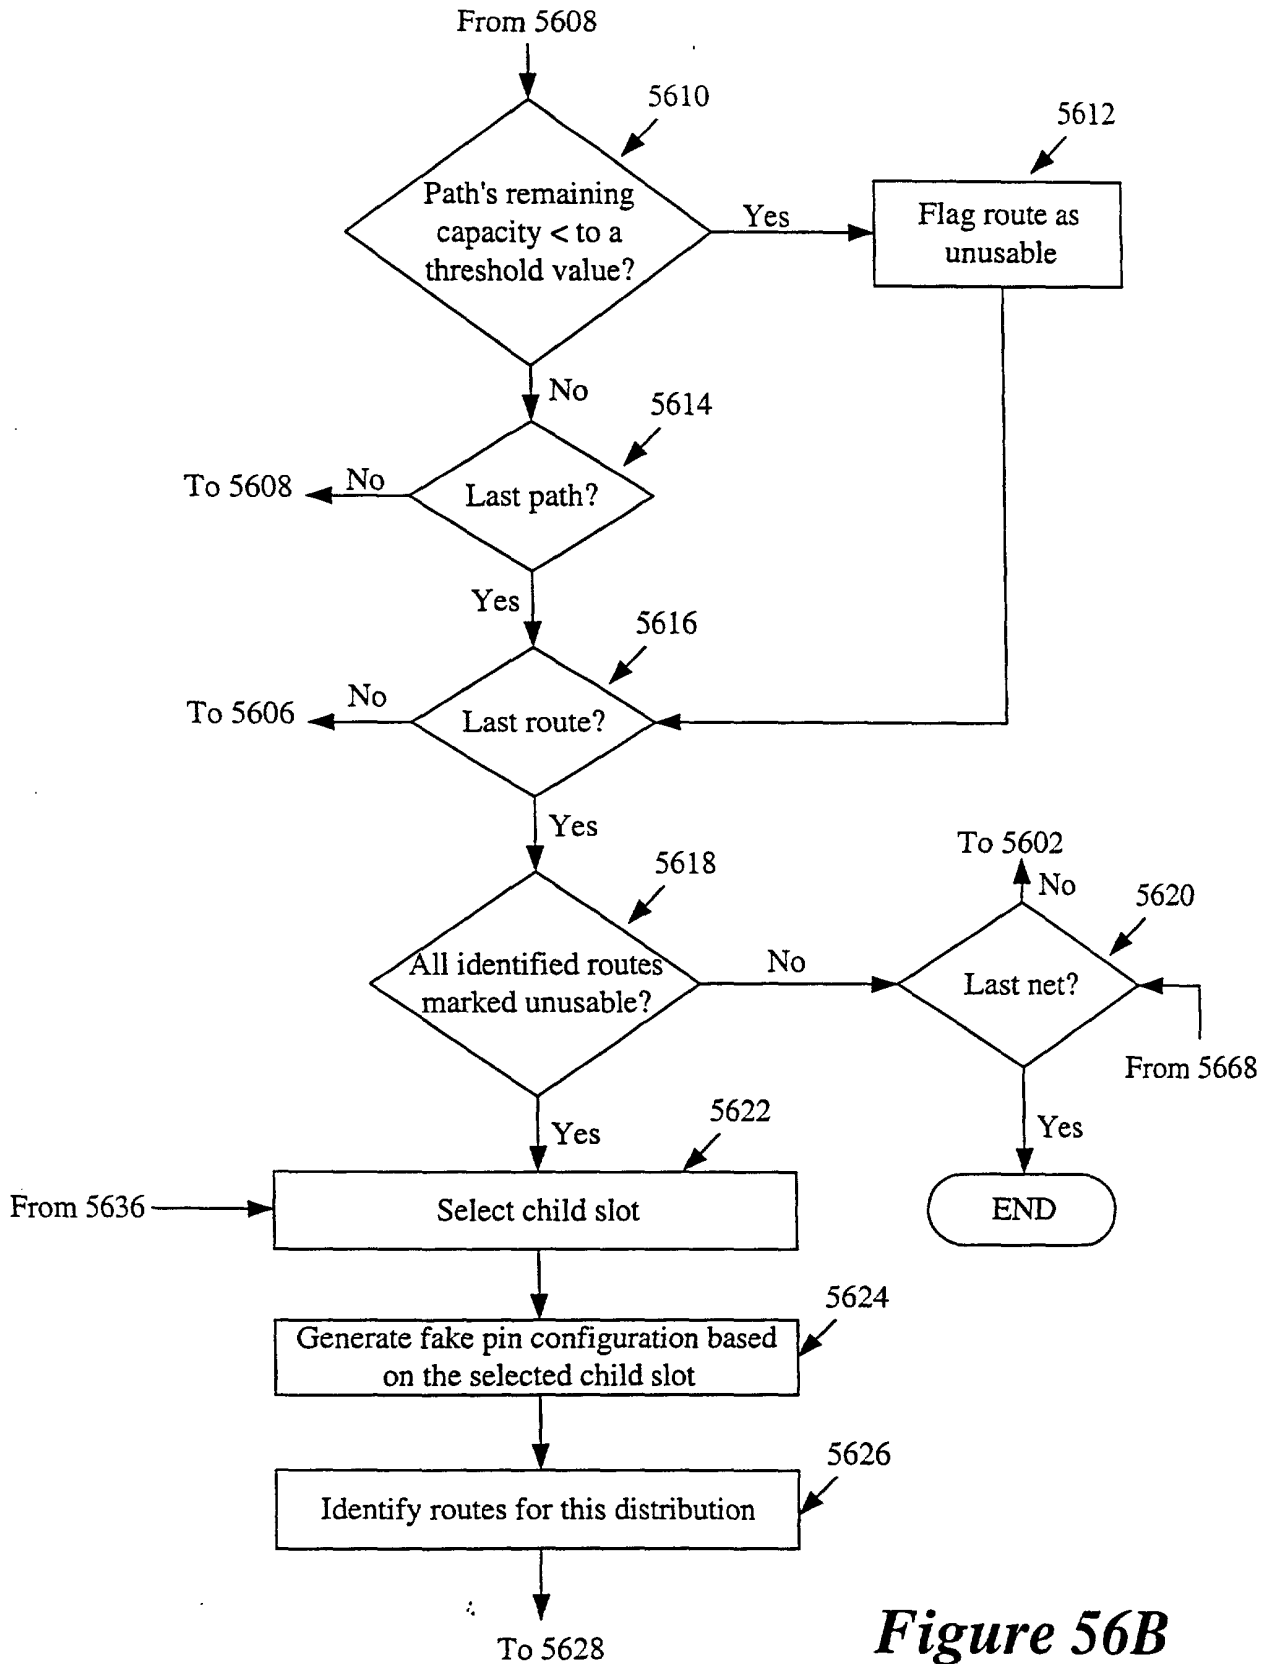 From 5608
5610
5612
Path's remaining
capacity < to a
threshold value?
Yes
Flag route as
unusable
No
5614
To 5608
No
Last path?
Yes
5616
To 5606
No
Last route?
Yes
5618
To 5602
No
5620
All identified routes
marked unusable?
No
Last net?
From 5668
Yes
5622
Yes
From 5636
Select child slot
END
5624
Generate fake pin configuration based
on the selected child slot
5626
Identify routes for this distribution
To 5628
Figure 56B